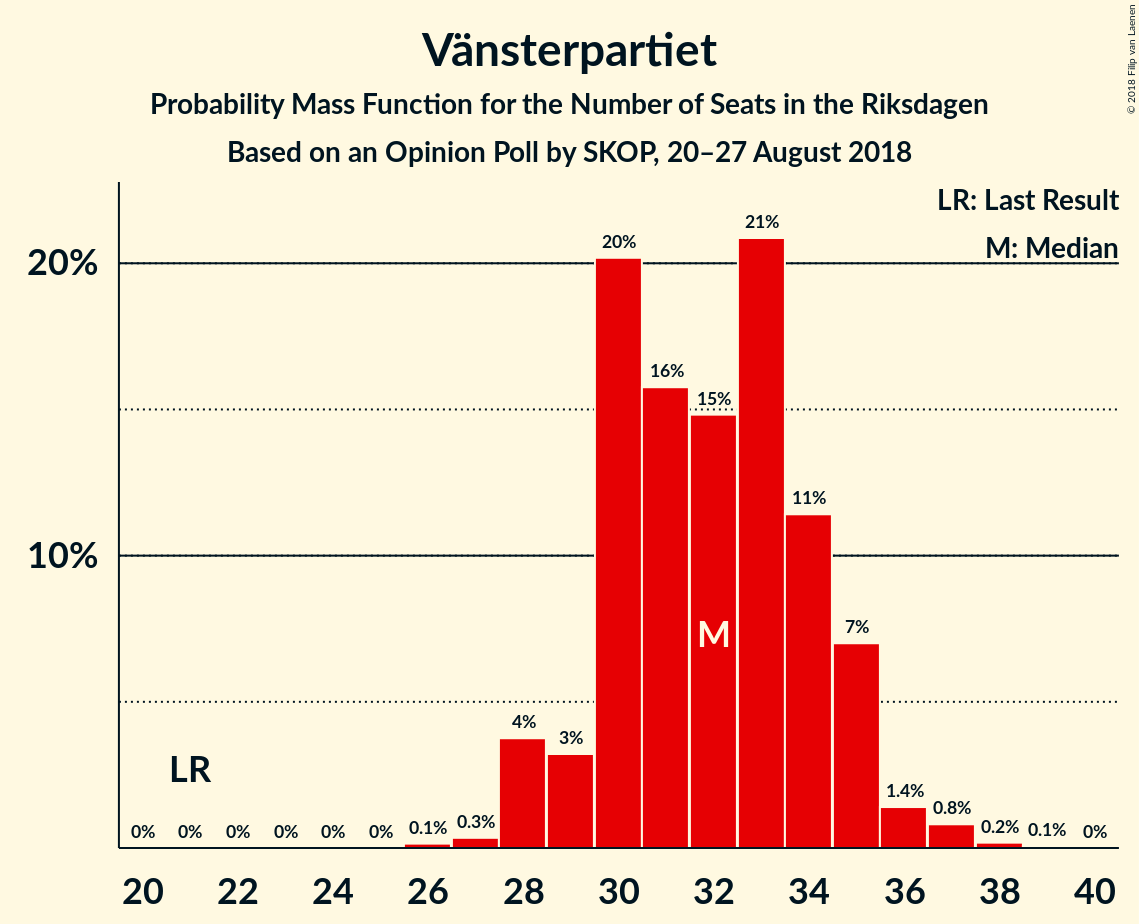 Vänsterpartiet
Probability Mass Function for the Number of Seats in the Riksdagen
Based on an Opinion Poll by SKOP, 20–27 August 2018
© 2018 Filip van Laenen
LR: Last Result
M: Median
20%
10%
0% 0% 0% 0% 0% 0% 0.1% 0.3% 4% 3% 20% 16% 15% 21% 11% 7% 1.4% 0.8% 0.2% 0.1% 0%
LR
M
20 22 24 26 28 30 32 34 36 38 40